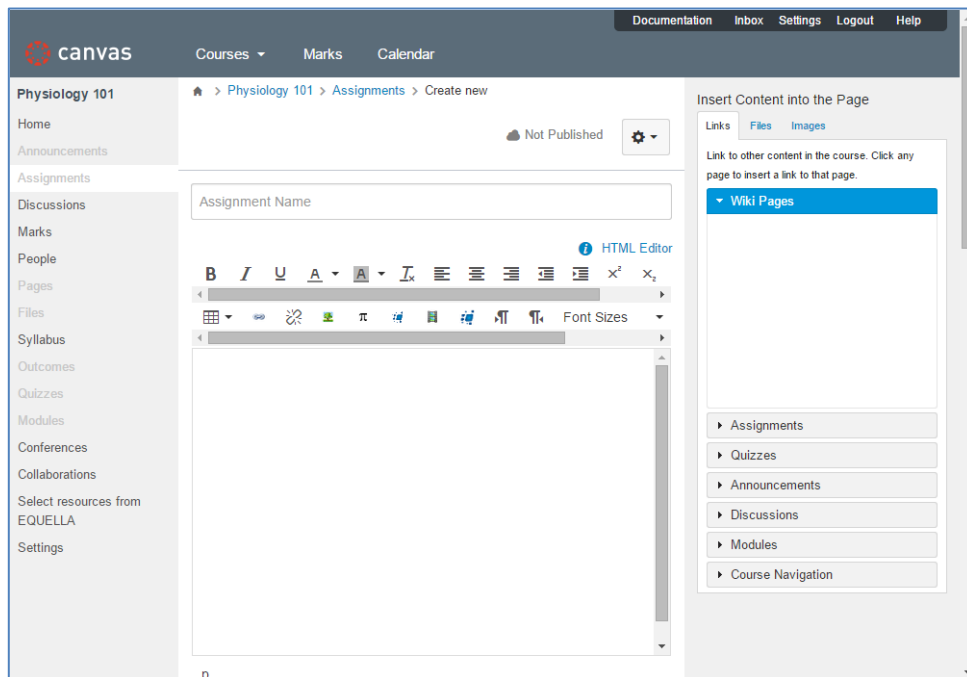 Documentation Inbox Settings Logout Help
canvas Courses Marks Calendar
Physiology 101
Home
Announcements
Assignments
Discussions
Marks
People
Pages
Files
Syllabus
Outcomes
Quizzes
Modules
Conferences
Collaborations
Select resources from
EQUELLA
Settings
> Physiology 101 > Assignments > Create new
Not Published
Assignment Name
HTML Editor
B I U A A Tx x² x₂
π ¶ ¶ Font Sizes
p
Insert Content into the Page
Links Files Images
Link to other content in the course. Click any
page to insert a link to that page.
Wiki Pages
Assignments
Quizzes
Announcements
Discussions
Modules
Course Navigation